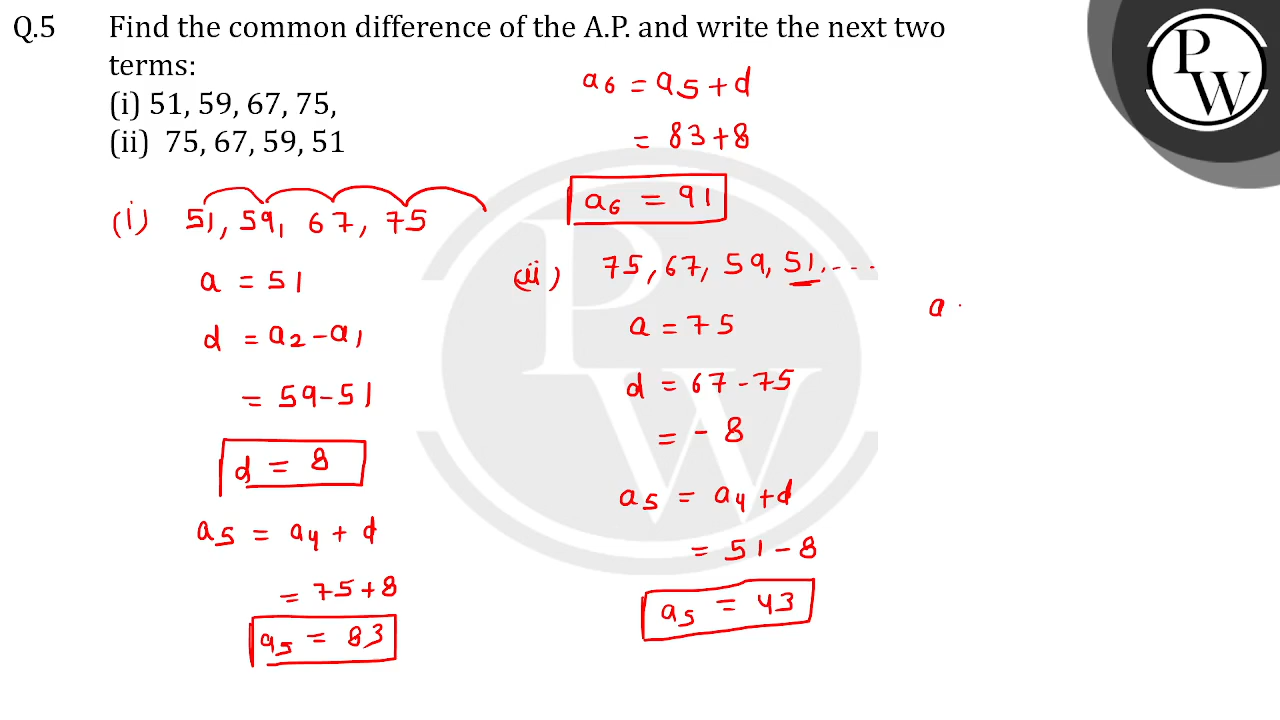 Q.5 Find the common difference of the A.P. and write the next two
terms:
(i) 51, 59, 67, 75,
(ii) 75, 67, 59, 51
(i) 51, 59, 67, 75
a = 51
d = a₂ - a₁
= 59 - 51
d = 8
a₅ = a₄ + d
= 75 + 8
a₅ = 83
a₆ = a₅ + d
= 83 + 8
a₆ = 91
(ii) 75, 67, 59, 51, ....
a = 75
d = 67 - 75
= - 8
a₅ = a₄ + d
= 51 - 8
a₅ = 43
a
P
W
P
W